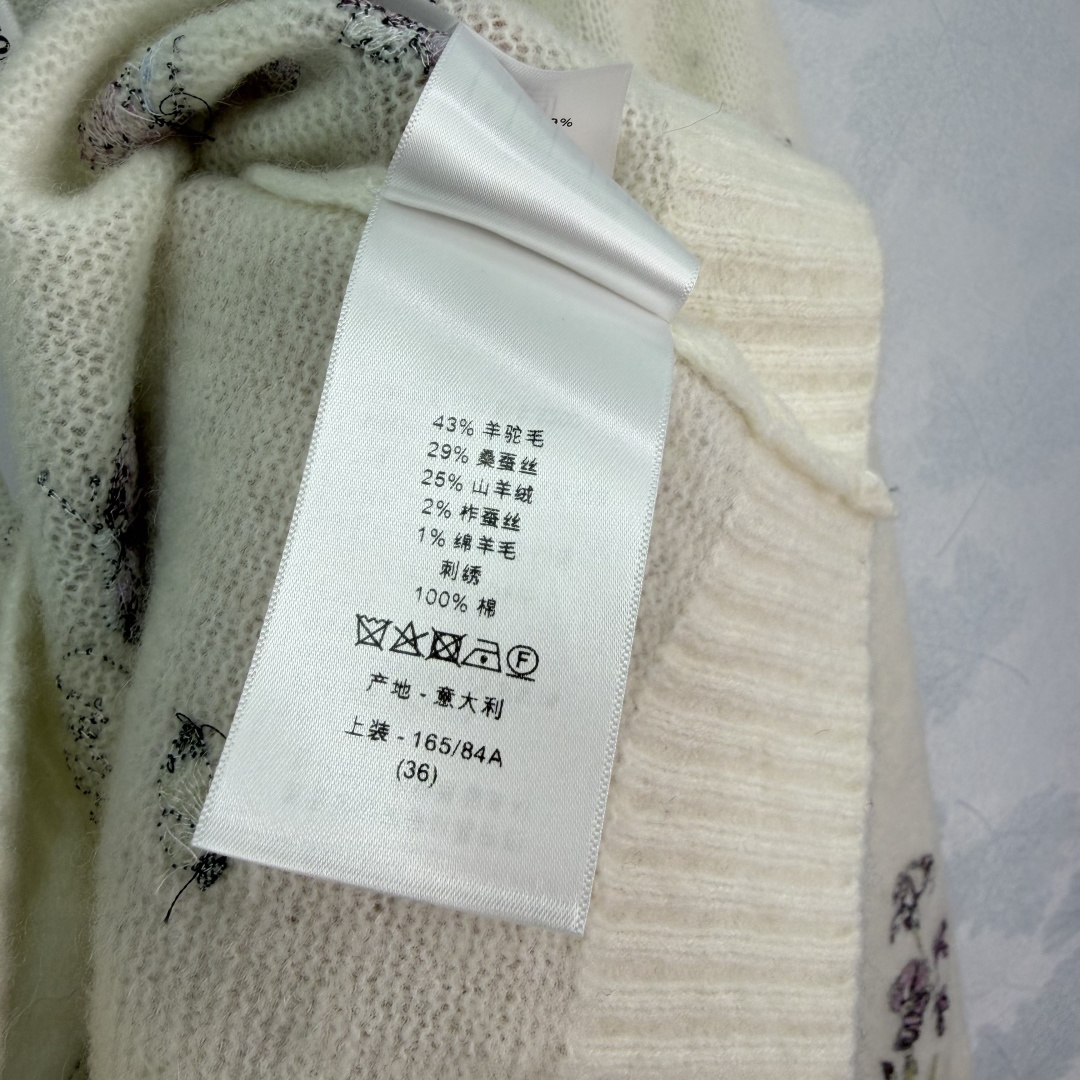 43% 羊驼毛
29% 桑蚕丝
25% 山羊绒
2% 柞蚕丝
1% 绵羊毛
刺绣
100% 棉
F
产地 - 意大利
上装 - 165/84A
(36)